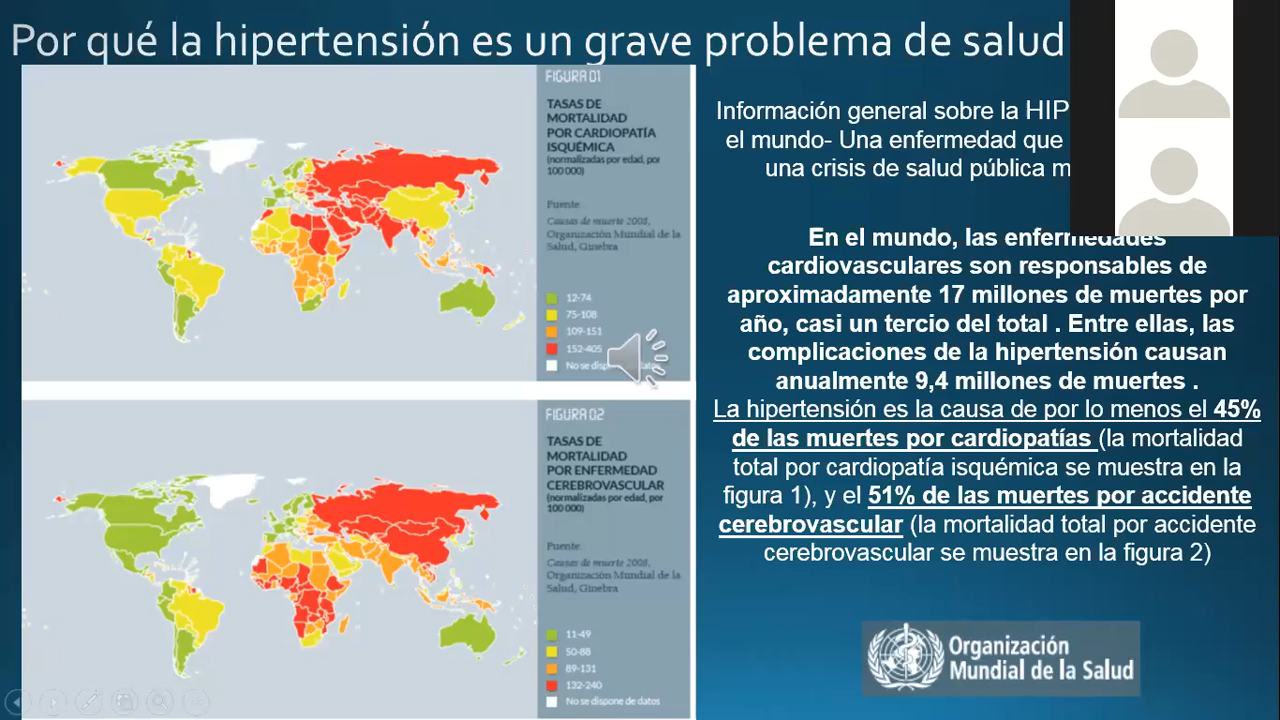 Por qué la hipertensión es un grave problema de salud
FIGURA 01
TASAS DE
MORTALIDAD
POR CARDIOPATÍA
ISQUÉMICA
(normalizadas por edad, por
100 000)
Fuente:
Causas de muerte 2008,
Organización Mundial de la
Salud, Ginebra
12-74
75-108
109-151
152-405
No se
FIGURA 02
TASAS DE
MORTALIDAD
POR ENFERMEDAD
CEREBROVASCULAR
(normalizadas por edad, por
100 000)
Fuente:
Causas de muerte 2008,
Organización Mundial de la
Salud, Ginebra
11-49
50-88
89-131
132-240
No se dispone de datos
Información general sobre la
el mundo- Una enfermedad que
una crisis de salud pública
En el mundo, las enfermedades
cardiovasculares son responsables de
aproximadamente 17 millones de muertes por
año, casi un tercio del total . Entre ellas, las
complicaciones de la hipertensión causan
anualmente 9,4 millones de muertes .
La hipertensión es la causa de por lo menos el 45%
de las muertes por cardiopatías (la mortalidad
total por cardiopatía isquémica se muestra en la
figura 1), y el 51% de las muertes por accidente
cerebrovascular (la mortalidad total por accidente
cerebrovascular se muestra en la figura 2)
Organización
Mundial de la Salud